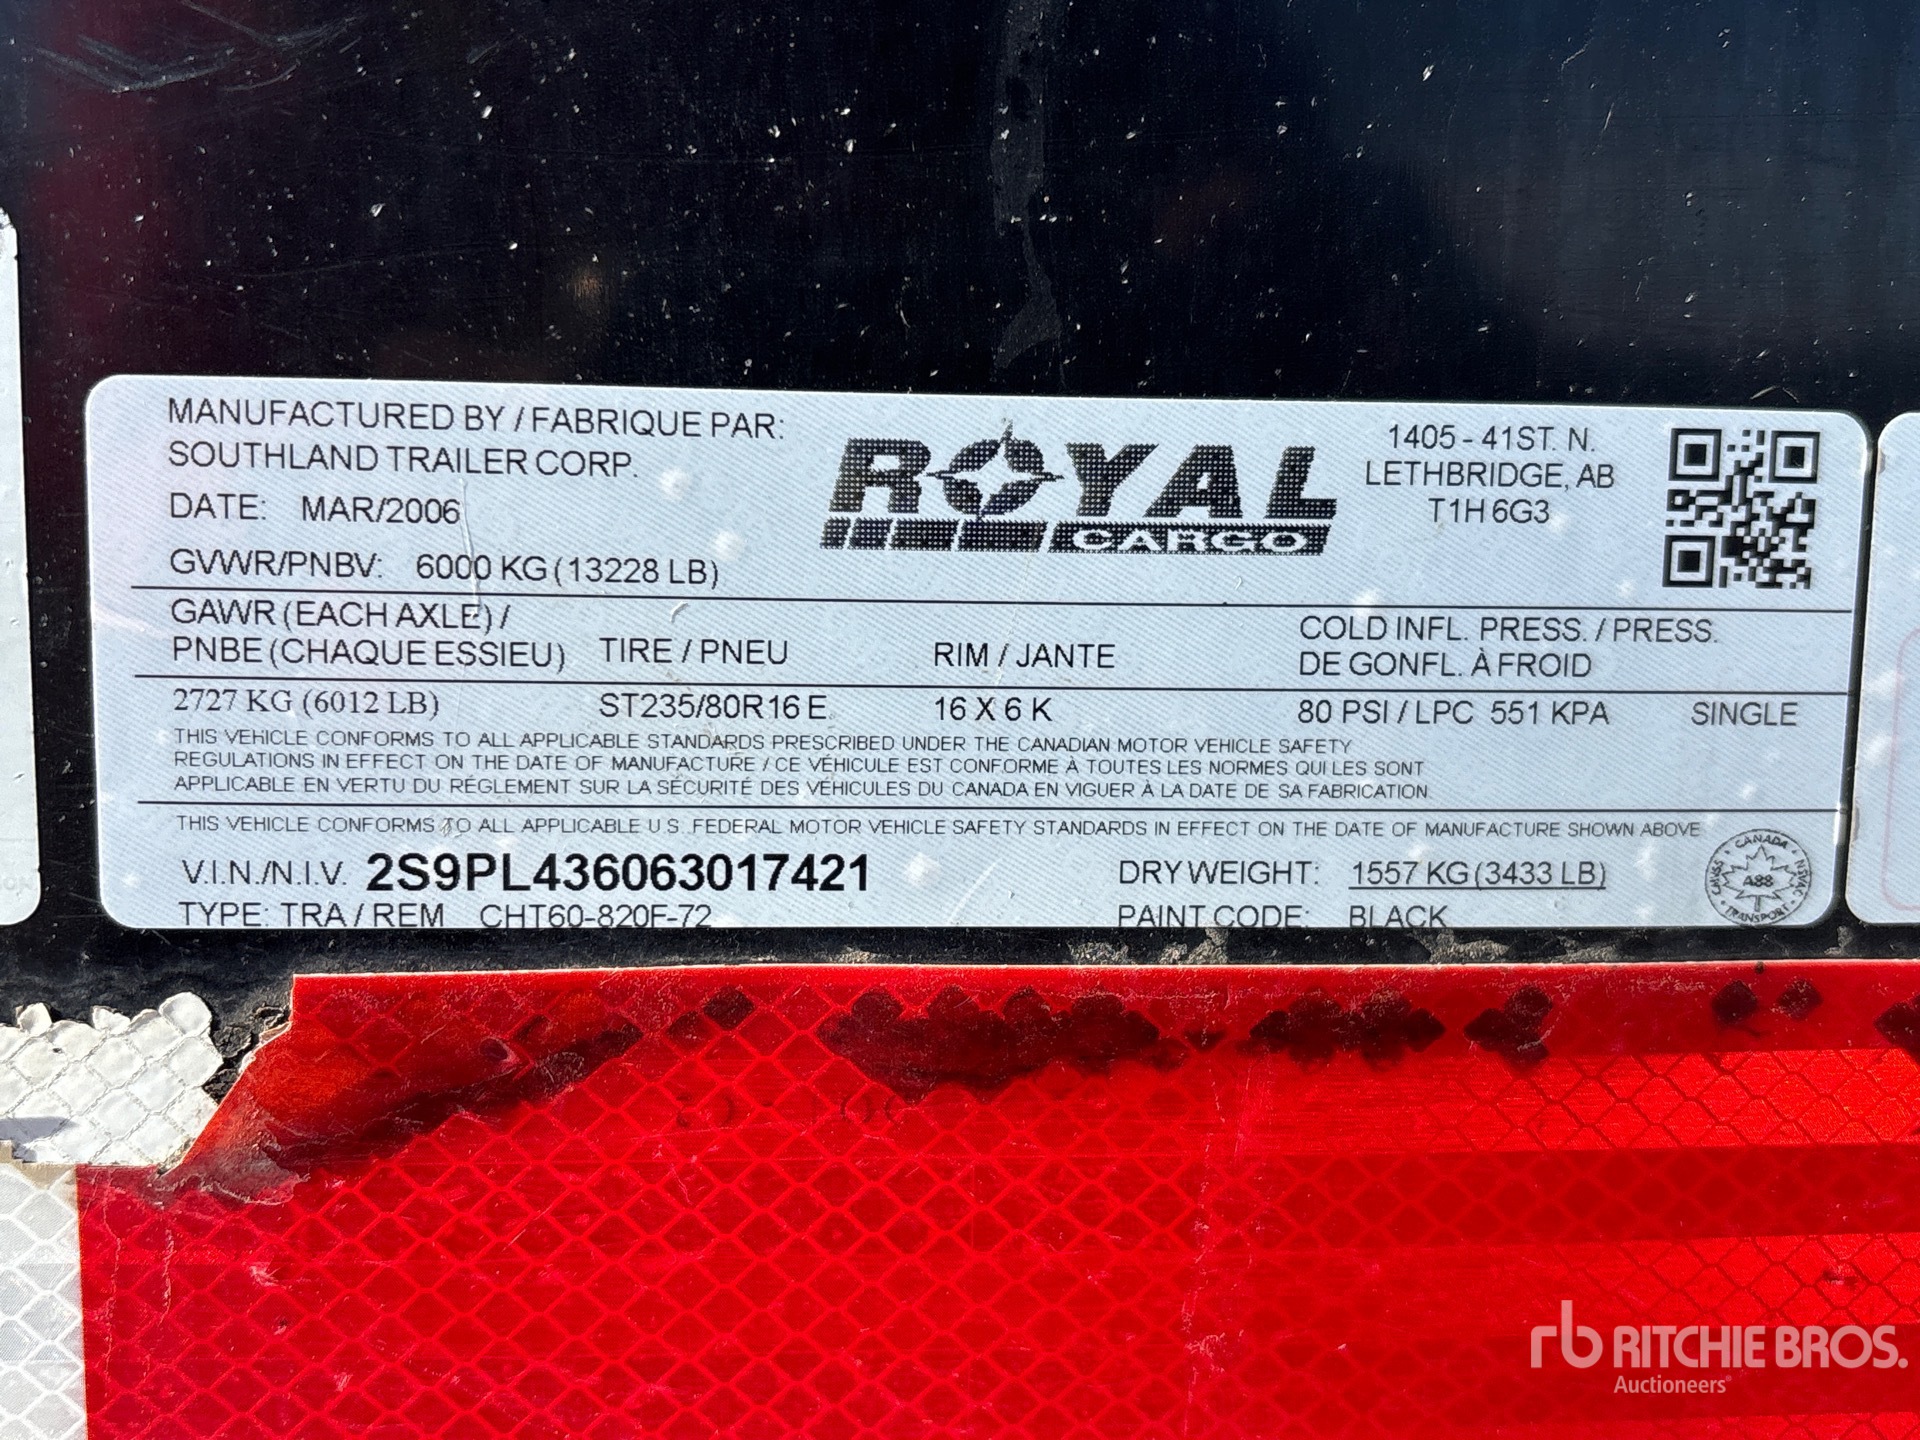 MANUFACTURED BY / FABRIQUE PAR:
SOUTHLAND TRAILER CORP.
DATE: MAR/2006
GVWR/PNBV: 6000 KG (13228 LB)
ROYAL
CARGO
1405 - 41ST. N.
LETHBRIDGE, AB
T1H 6G3
GAWR (EACH AXLE) /
PNBE (CHAQUE ESSIEU) TIRE / PNEU RIM / JANTE
COLD INFL. PRESS. / PRESS.
DE GONFL. À FROID
2727 KG (6012 LB) ST235/80R16 E 16 X 6 K 80 PSI / LPC 551 KPA SINGLE
THIS VEHICLE CONFORMS TO ALL APPLICABLE STANDARDS PRESCRIBED UNDER THE CANADIAN MOTOR VEHICLE SAFETY
REGULATIONS IN EFFECT ON THE DATE OF MANUFACTURE / CE VÉHICULE EST CONFORME À TOUTES LES NORMES QUI LES SONT
APPLICABLE EN VERTU DU RÉGLEMENT SUR LA SÉCURITÉ DES VÉHICULES DU CANADA EN VIGUER À LA DATE DE SA FABRICATION
THIS VEHICLE CONFORMS TO ALL APPLICABLE U.S. FEDERAL MOTOR VEHICLE SAFETY STANDARDS IN EFFECT ON THE DATE OF MANUFACTURE SHOWN ABOVE
V.I.N./N.I.V. 2S9PL436063017421 DRY WEIGHT: 1557 KG (3433 LB)
TYPE: TRA / REM CHT60-820F-72 PAINT CODE: BLACK
CANADA
A88
TRANSPORT
rb RITCHIE BROS.
Auctioneers